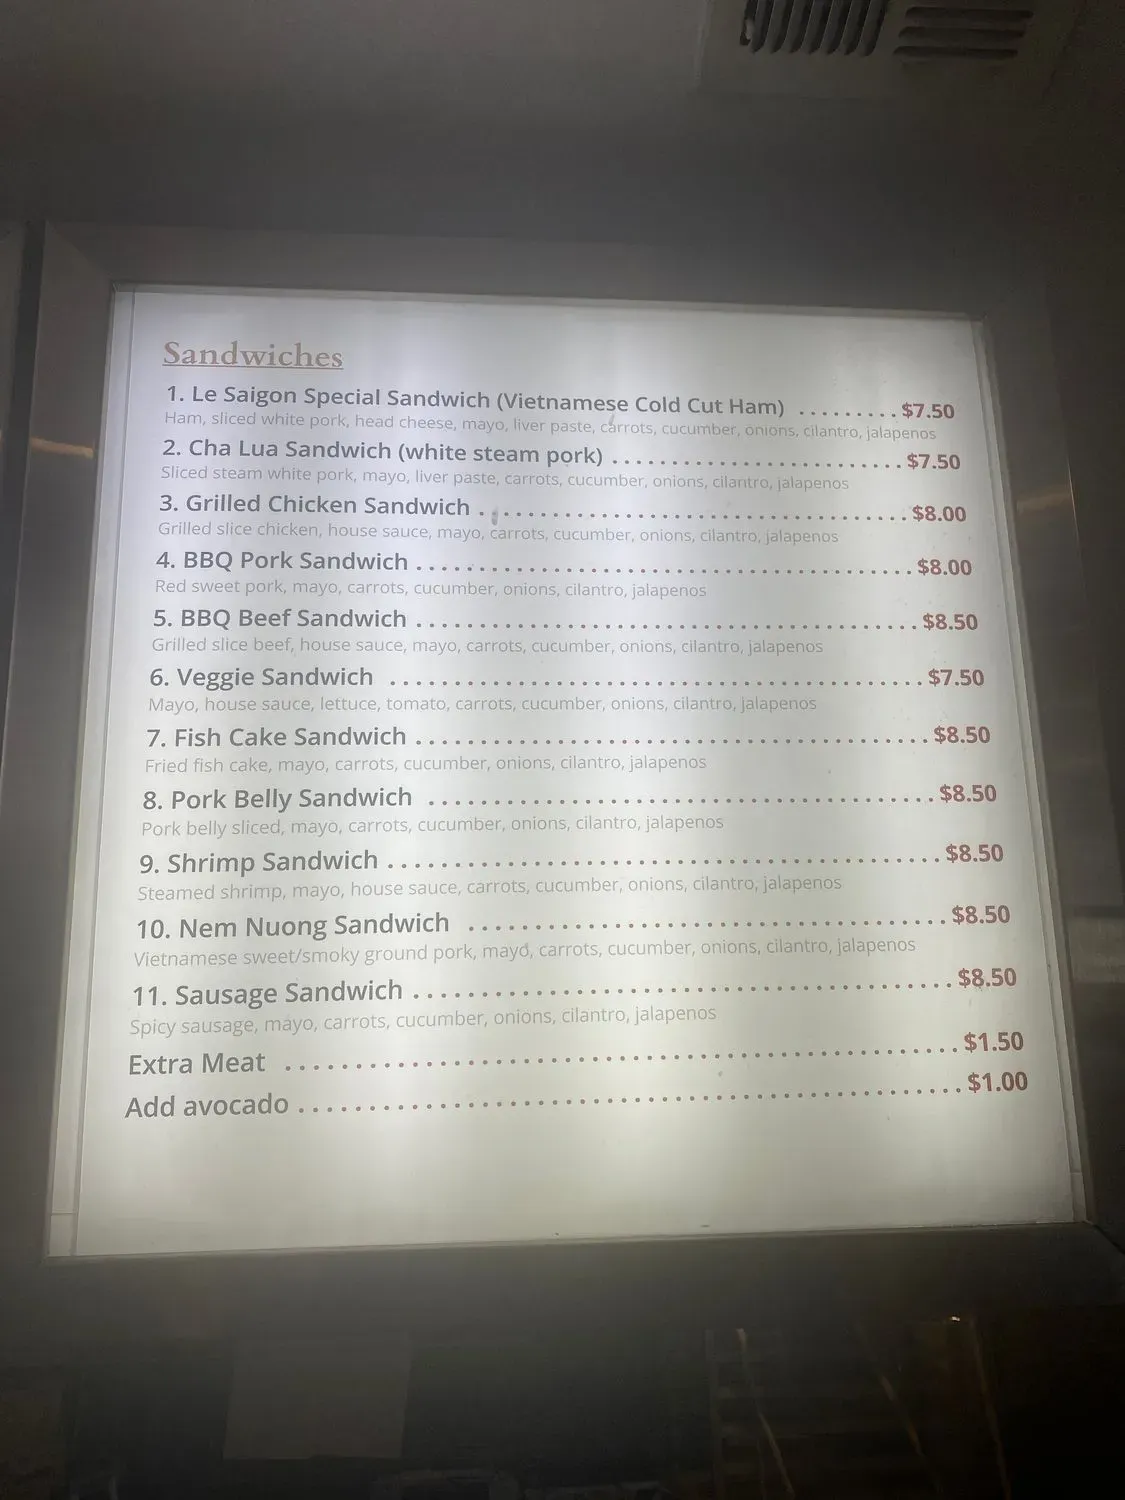 Sandwiches
1. Le Saigon Special Sandwich (Vietnamese Cold Cut Ham) ......... $7.50
Ham, sliced white pork, head cheese, mayo, liver paste, carrots, cucumber, onions, cilantro, jalapenos
2. Cha Lua Sandwich (white steam pork) .......................... $7.50
Sliced steam white pork, mayo, liver paste, carrots, cucumber, onions, cilantro, jalapenos
3. Grilled Chicken Sandwich ...................................... $8.00
Grilled slice chicken, house sauce, mayo, carrots, cucumber, onions, cilantro, jalapenos
4. BBQ Pork Sandwich ............................................ $8.00
Red sweet pork, mayo, carrots, cucumber, onions, cilantro, jalapenos
5. BBQ Beef Sandwich ............................................ $8.50
Grilled slice beef, house sauce, mayo, carrots, cucumber, onions, cilantro, jalapenos
6. Veggie Sandwich .............................................. $7.50
Mayo, house sauce, lettuce, tomato, carrots, cucumber, onions, cilantro, jalapenos
7. Fish Cake Sandwich ........................................... $8.50
Fried fish cake, mayo, carrots, cucumber, onions, cilantro, jalapenos
8. Pork Belly Sandwich .......................................... $8.50
Pork belly sliced, mayo, carrots, cucumber, onions, cilantro, jalapenos
9. Shrimp Sandwich .............................................. $8.50
Steamed shrimp, mayo, house sauce, carrots, cucumber, onions, cilantro, jalapenos
10. Nem Nuong Sandwich ......................................... $8.50
Vietnamese sweet/smoky ground pork, mayo, carrots, cucumber, onions, cilantro, jalapenos
11. Sausage Sandwich ........................................... $8.50
Spicy sausage, mayo, carrots, cucumber, onions, cilantro, jalapenos
Extra Meat ...................................................... $1.50
Add avocado ..................................................... $1.00